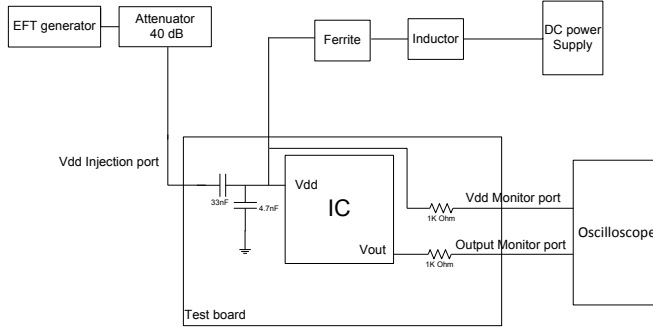 EFT generator
Attenuator
40 dB
Ferrite
Inductor
DC power
Supply
Vdd Injection port
33nF
4.7nF
Vdd
IC
Vout
1K Ohm
Vdd Monitor port
1K Ohm
Output Monitor port
Oscilloscope
Test board